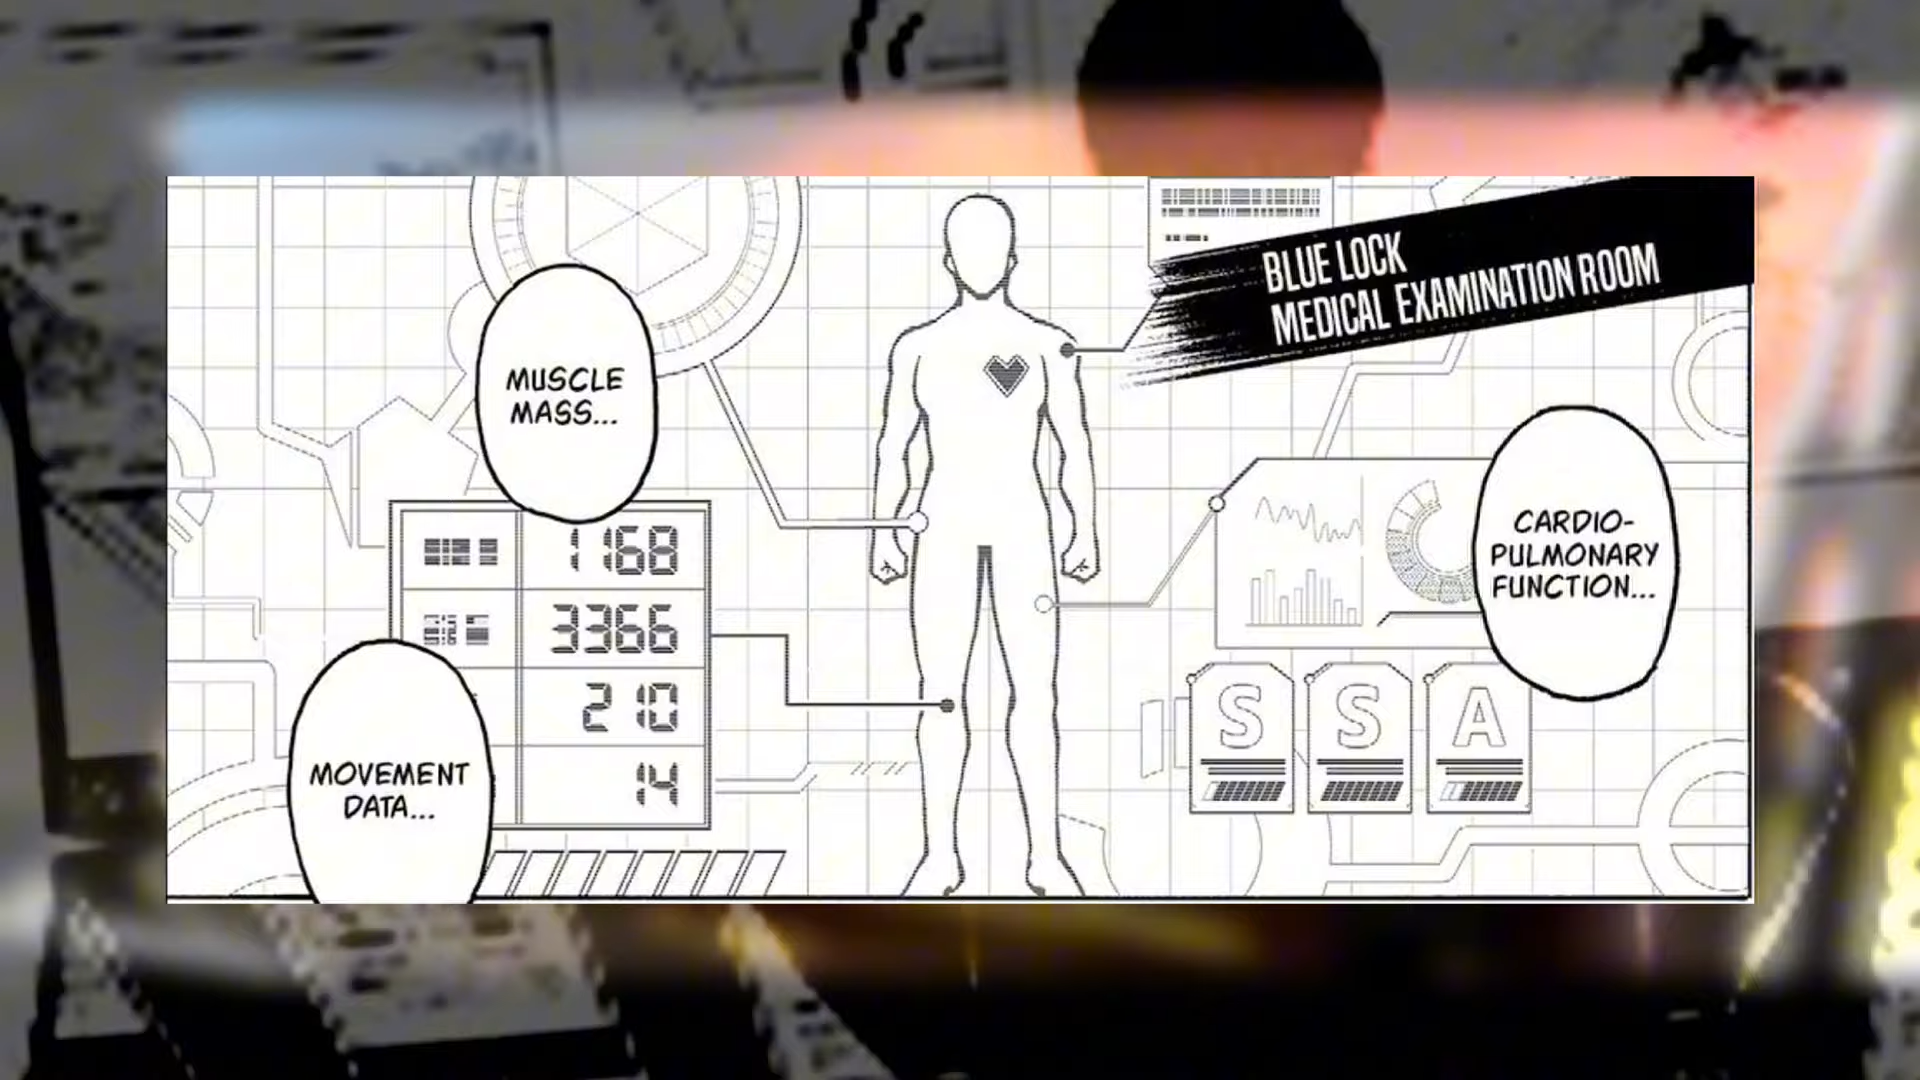 BLUE LOCK
MEDICAL EXAMINATION ROOM
MUSCLE
MASS...
CARDIO-
PULMONARY
FUNCTION...
1168
3366
210
14
S S A
MOVEMENT
DATA...